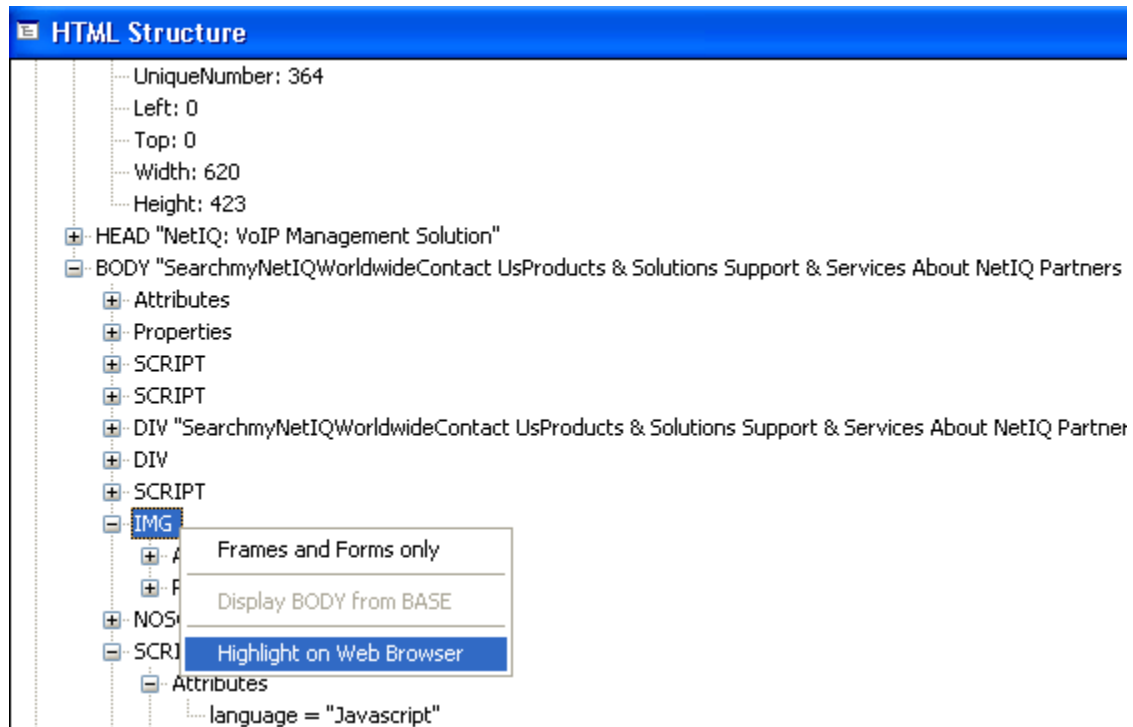 HTML Structure
UniqueNumber: 364
Left: 0
Top: 0
Width: 620
Height: 423
HEAD "NetIQ: VoIP Management Solution"
BODY "SearchmyNetIQWorldwideContact UsProducts & Solutions Support & Services About NetIQ Partners
Attributes
Properties
SCRIPT
SCRIPT
DIV "SearchmyNetIQWorldwideContact UsProducts & Solutions Support & Services About NetIQ Partner
DIV
SCRIPT
IMG
Frames and Forms only
Display BODY from BASE
NOS
Highlight on Web Browser
SCRI
Attributes
language = "Javascript"